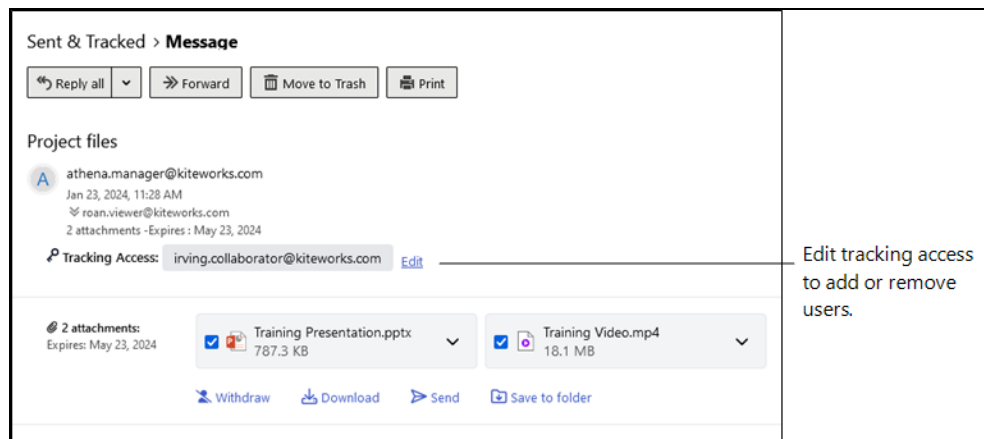 Sent & Tracked > Message
Reply all Forward Move to Trash Print
Project files
A athena.manager@kiteworks.com
Jan 23, 2024, 11:28 AM
roan.viewer@kiteworks.com
2 attachments -Expires : May 23, 2024
Tracking Access: irving.collaborator@kiteworks.com Edit
Edit tracking access
to add or remove
users.
2 attachments:
Expires: May 23, 2024
Training Presentation.pptx
787.3 KB
Training Video.mp4
18.1 MB
Withdraw Download Send Save to folder